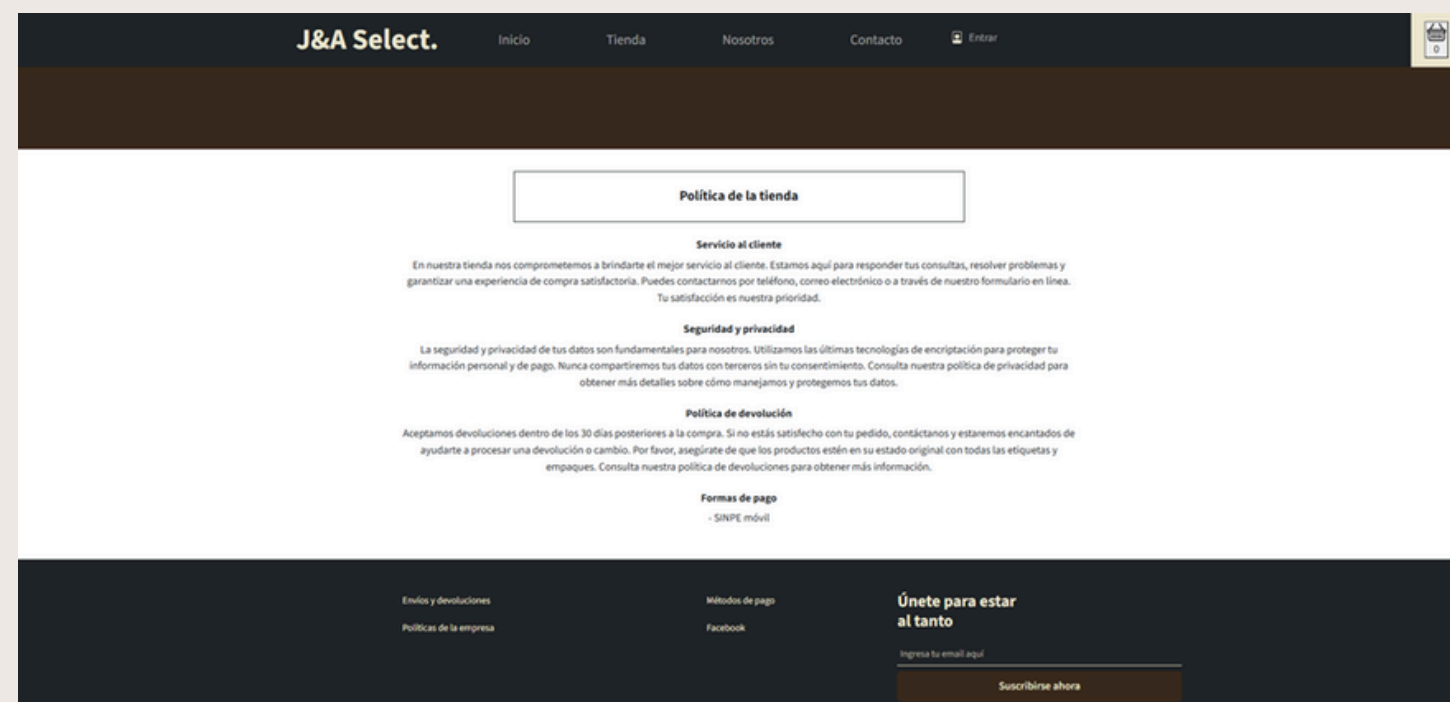 J&A Select.
Inicio
Tienda
Nosotros
Contacto
Entrar
0
Política de la tienda
Servicio al cliente
En nuestra tienda nos comprometemos a brindarte el mejor servicio al cliente. Estamos aquí para responder tus consultas, resolver problemas y
garantizar una experiencia de compra satisfactoria. Puedes contactarnos por teléfono, correo electrónico o a través de nuestro formulario en línea.
Tu satisfacción es nuestra prioridad.
Seguridad y privacidad
La seguridad y privacidad de tus datos son fundamentales para nosotros. Utilizamos las últimas tecnologías de encriptación para proteger tu
información personal y de pago. Nunca compartiremos tus datos con terceros sin tu consentimiento. Consulta nuestra política de privacidad para
obtener más detalles sobre cómo manejamos y protegemos tus datos.
Política de devolución
Aceptamos devoluciones dentro de los 30 días posteriores a la compra. Si no estás satisfecho con tu pedido, contáctanos y estaremos encantados de
ayudarte a procesar una devolución o cambio. Por favor, asegúrate de que los productos estén en su estado original con todas las etiquetas y
empaques. Consulta nuestra política de devoluciones para obtener más información.
Formas de pago
- SINPE móvil
Envíos y devoluciones
Políticas de la empresa
Métodos de pago
Facebook
Únete para estar
al tanto
Ingresa tu email aquí
Suscribirse ahora